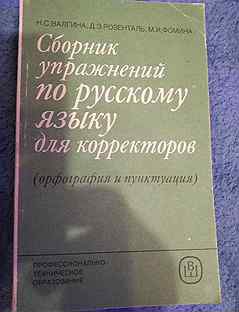 Н.С.ВАЛГИНА, Д.Э.РОЗЕНТАЛЬ, М.И.ФОМИНА
Сборник
упражнений
по русскому
языку
для корректоров
(орфография и пунктуация)
ПРОФЕССИОНАЛЬНО-
ТЕХНИЧЕСКОЕ
ОБРАЗОВАНИЕ